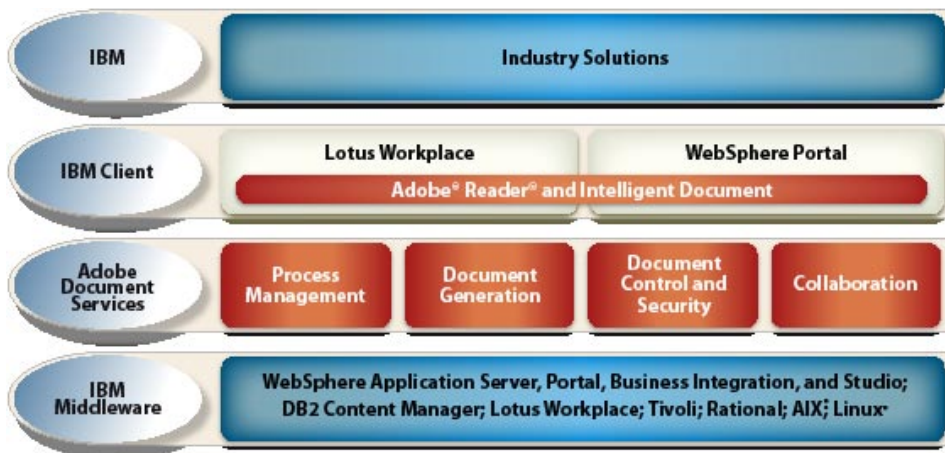 IBM
Industry Solutions
IBM Client
Lotus Workplace
WebSphere Portal
Adobe® Reader® and Intelligent Document
Adobe
Document
Services
Process
Management
Document
Generation
Document
Control and
Security
Collaboration
IBM
Middleware
WebSphere Application Server, Portal, Business Integration, and Studio;
DB2 Content Manager; Lotus Workplace; Tivoli; Rational; AIX; Linux